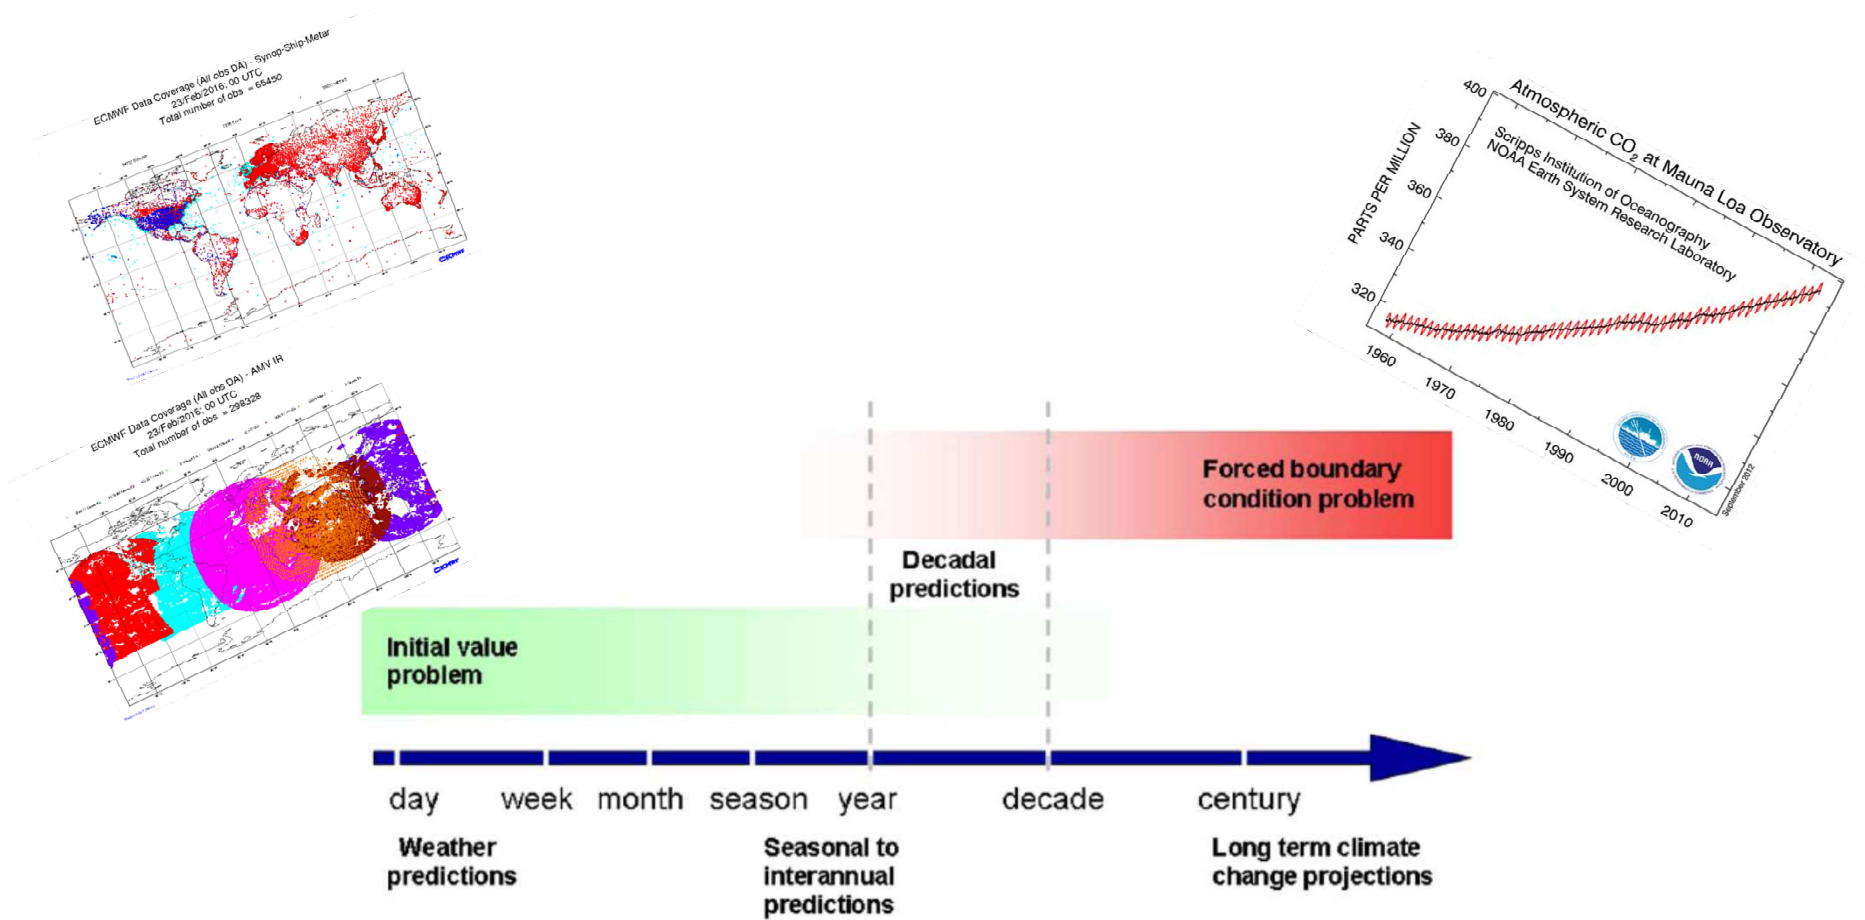 ECMWF Data Coverage (All obs DA) - Synop-Ship-Metar
23/Feb/2016; 00 UTC
Total number of obs = 65450
ECMWF Data Coverage (All obs DA) - AMV IR
23/Feb/2016; 00 UTC
Total number of obs = 298328
Atmospheric CO2 at Mauna Loa Observatory
Scripps Institution of Oceanography
NOAA Earth System Research Laboratory
PARTS PER MILLION
400
380
360
340
320
1960
1970
1980
1990
2000
2010
NOAA
September 2012
Forced boundary
condition problem
Decadal
predictions
Initial value
problem
day week month season year decade century
Weather
predictions
Seasonal to
interannual
predictions
Long term climate
change projections